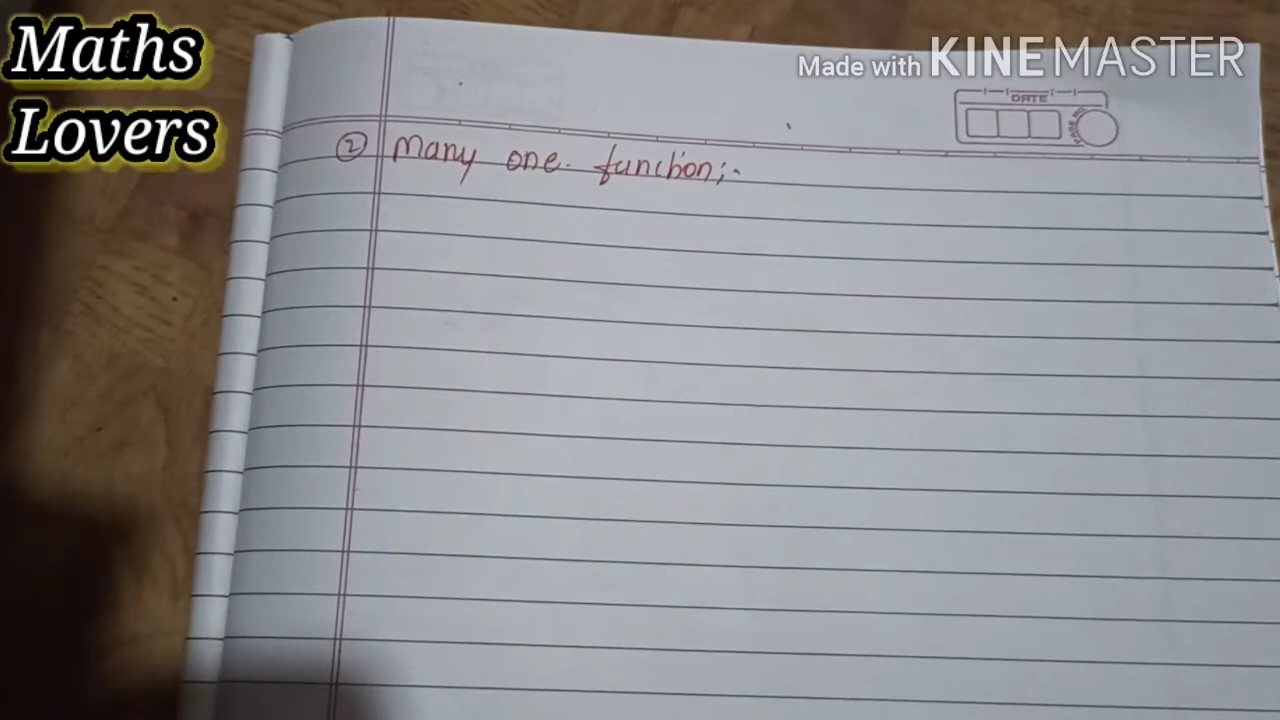 Maths
Lovers
Made with KINEMASTER
DATE
② Many one function;-